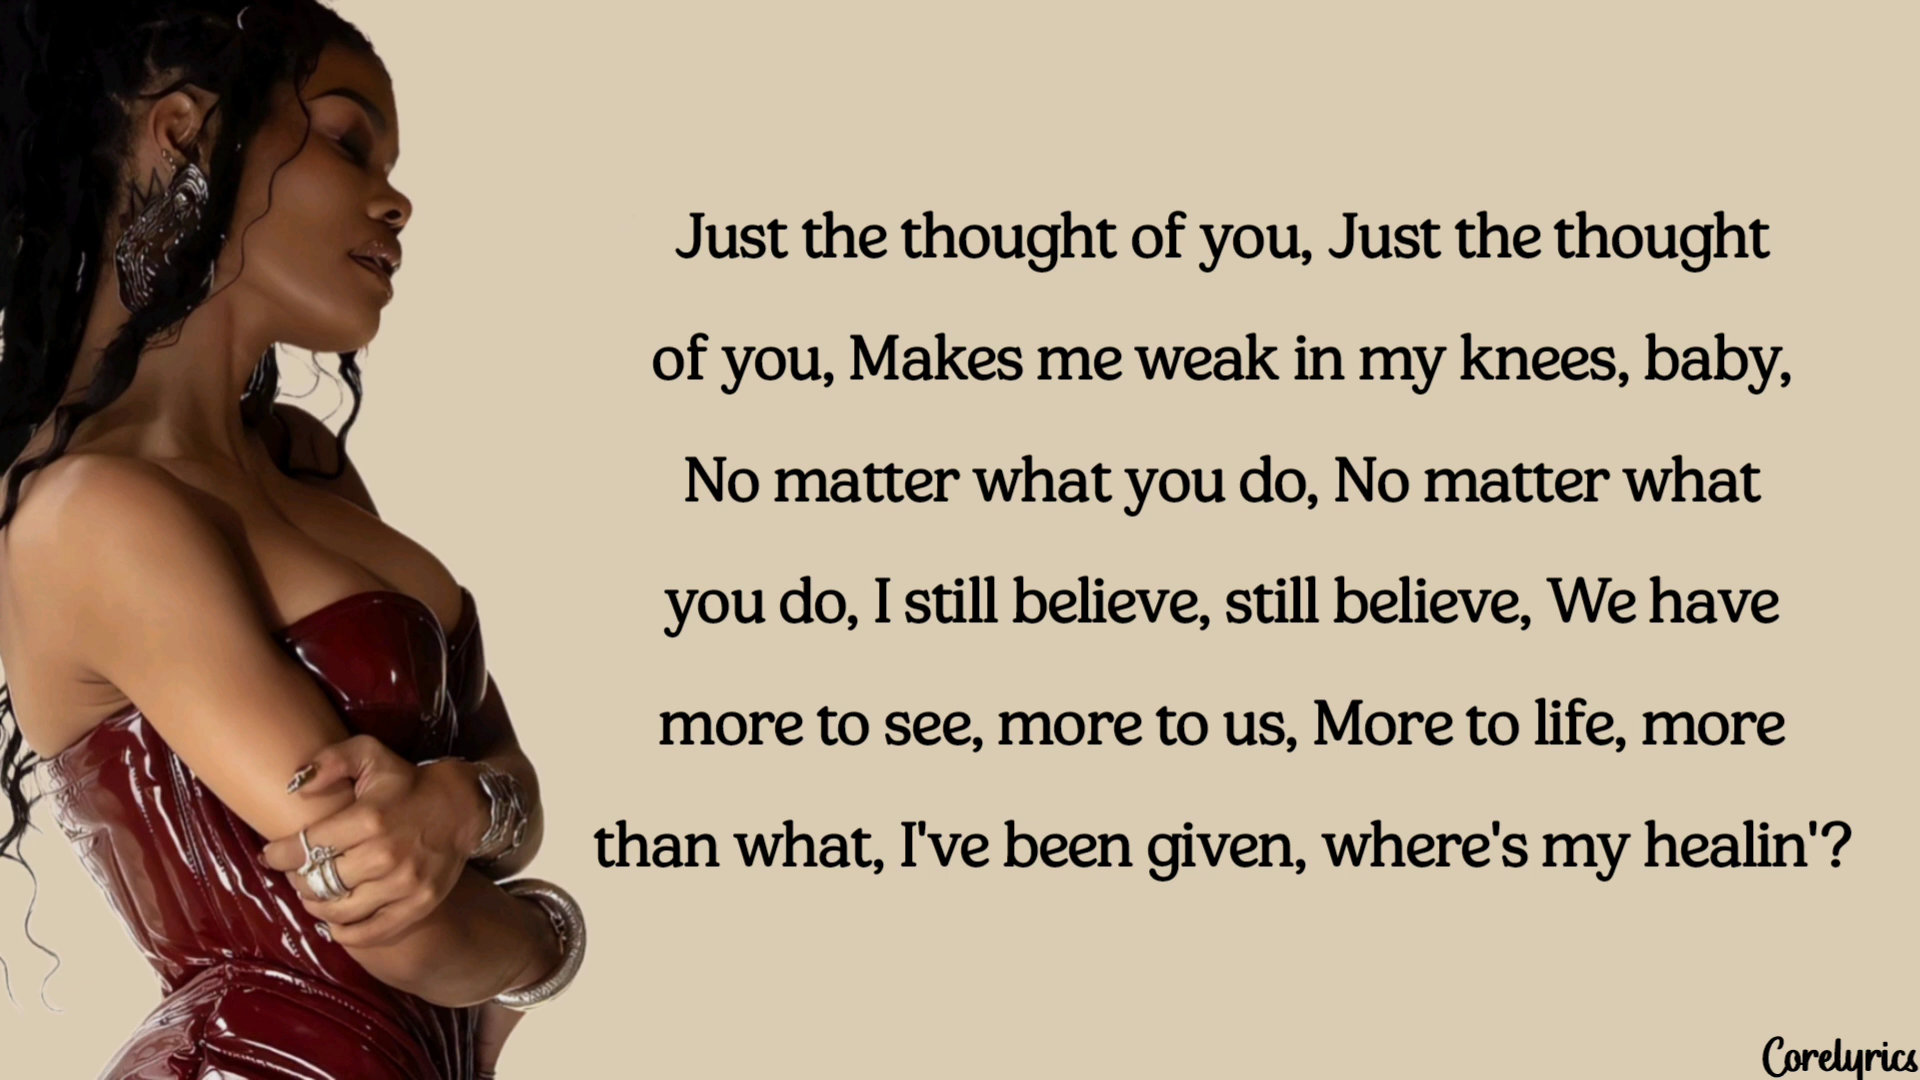 Just the thought of you, Just the thought
of you, Makes me weak in my knees, baby,
No matter what you do, No matter what
you do, I still believe, still believe, We have
more to see, more to us, More to life, more
than what, I've been given, where's my healin'?
Corelyrics